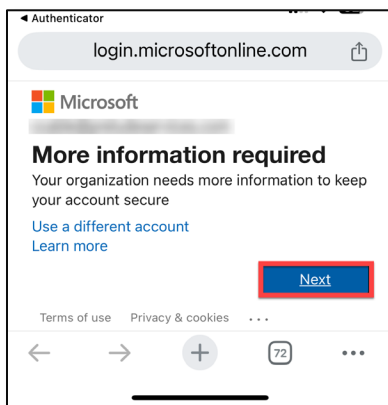 ◀ Authenticator
login.microsoftonline.com
Microsoft
More information required
Your organization needs more information to keep
your account secure
Use a different account
Learn more
Next
Terms of use Privacy & cookies ...
72